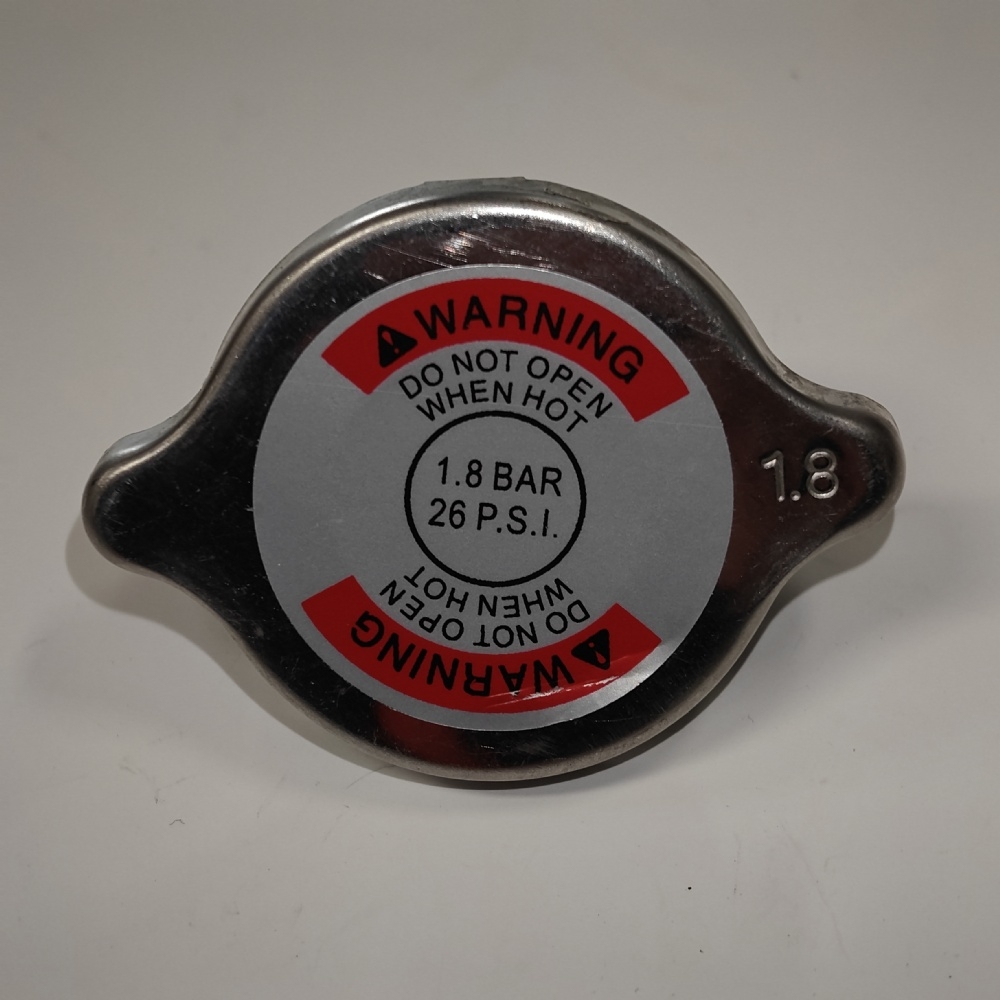 WARNING
DO NOT OPEN
WHEN HOT
1.8 BAR
26 P.S.I.
1.8
WHEN HOT
DO NOT OPEN
WARNING